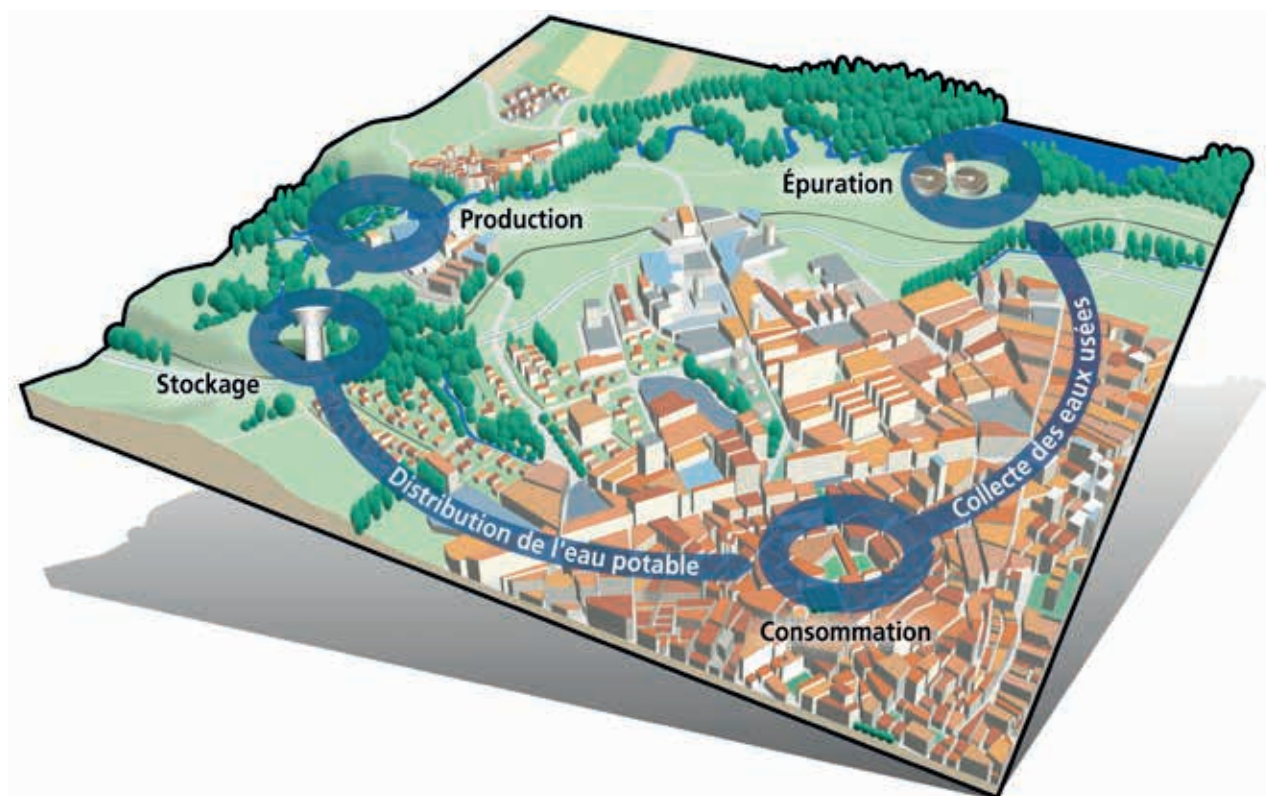 Épuration
Production
Stockage
Distribution de l'eau potable
Collecte des eaux usées
Consommation